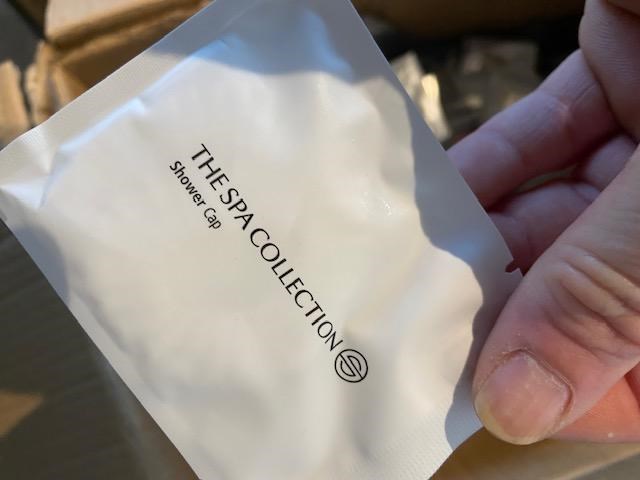 THE SPA COLLECTION
Shower Cap